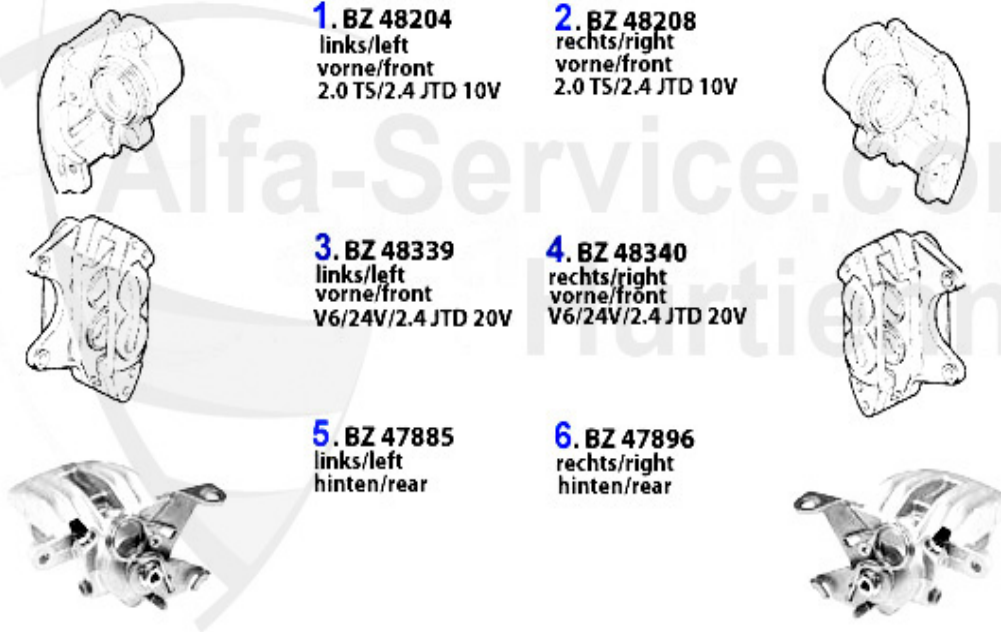 1. BZ 48204
links/left
vorne/front
2.0 TS/2.4 JTD 10V
2. BZ 48208
rechts/right
vorne/front
2.0 TS/2.4 JTD 10V
Alfa-Service.co
3. BZ 48339
links/left
vorne/front
V6/24V/2.4 JTD 20V
4. BZ 48340
rechts/right
vorne/front
V6/24V/2.4 JTD 20V
5. BZ 47885
links/left
hinten/rear
6. BZ 47896
rechts/right
hinten/rear